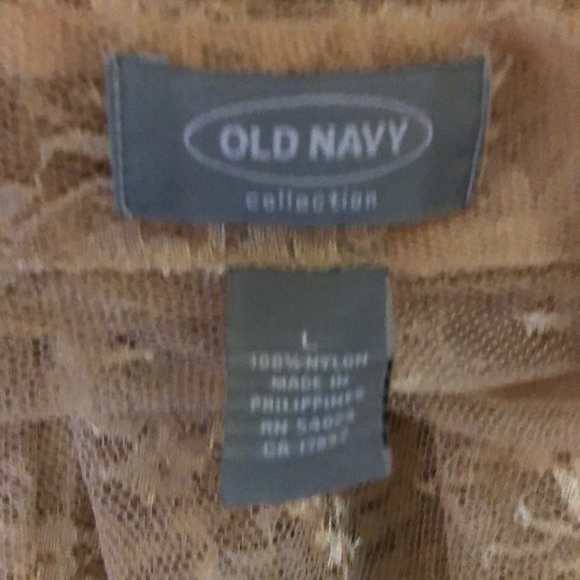 OLD NAVY
collection
L
100% NYLON
MADE IN
PHILIPPINES
RN 54023
CA 17897